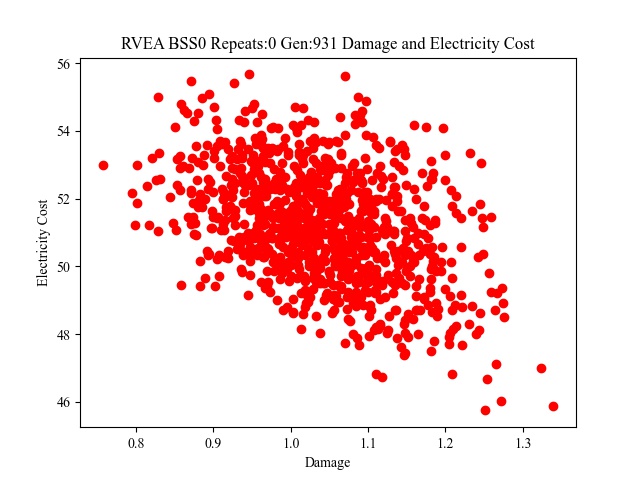 RVEA BSS0 Repeats:0 Gen:931 Damage and Electricity Cost
56
54
52
50
48
46
Electricity Cost
0.8 0.9 1.0 1.1 1.2 1.3
Damage